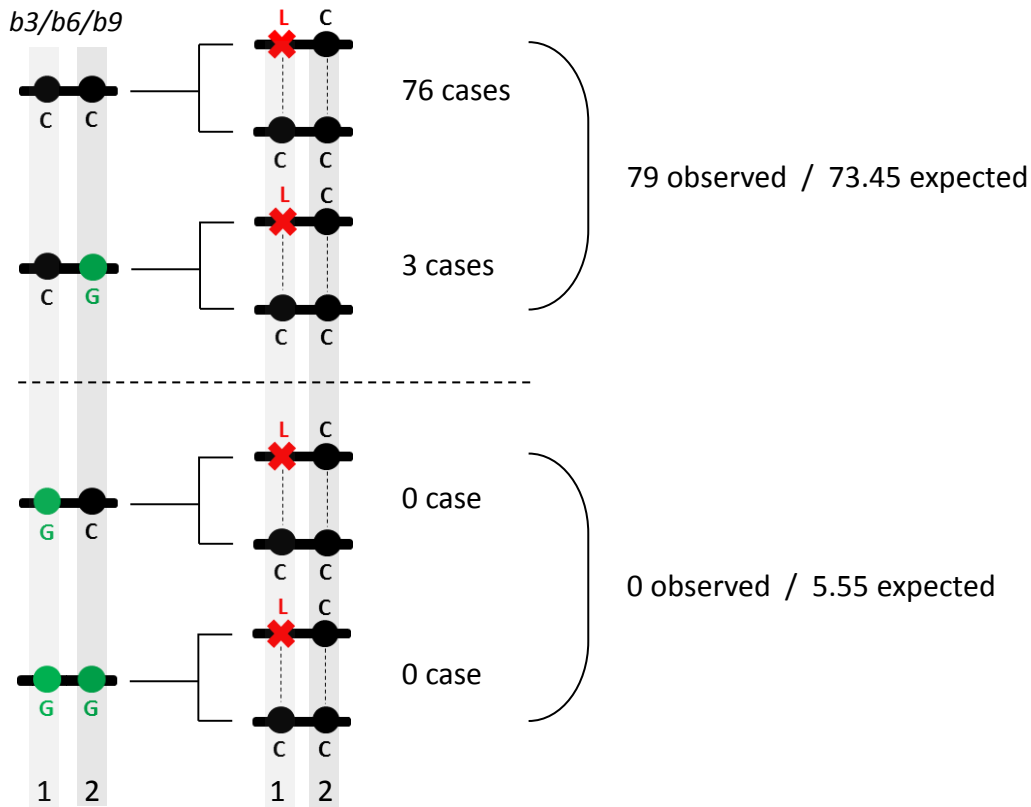 b3/b6/b9
L C
C C
76 cases
C C
79 observed / 73.45 expected
L C
C G
3 cases
C C
L C
G C
0 case
C C
0 observed / 5.55 expected
L C
G G
0 case
C C
1 2 1 2